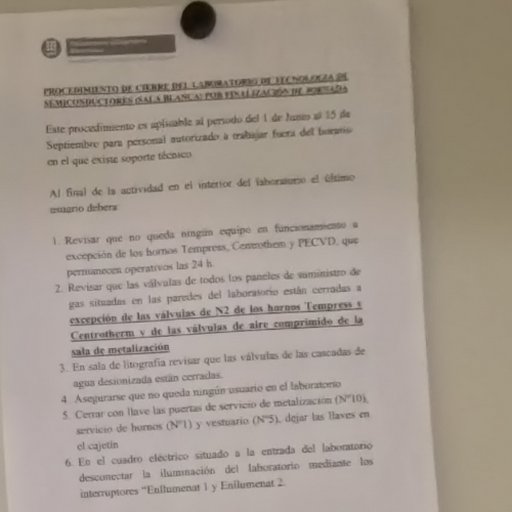 PROCEDIMIENTO DE CIERRE DEL LABORATORIO DE TECNOLOGIA DE
SEMICONDUCTORES (SALA BLANCA) POR FINALIZACIÓN DE JORNADA
Este procedimiento es aplicable al periodo del 1 de Junio al 15 de
Septiembre para personal autorizado a trabajar fuera del horario
en el que existe soporte técnico.
Al final de la actividad en el interior del laboratorio el último
usuario deberá
1. Revisar que no queda ningún equipo en funcionamiento a
excepción de los hornos Tempress, Centrotherm y PECVD, que
permanecen operativos las 24 h.
2. Revisar que las válvulas de todos los paneles de suministro de
gas situadas en las paredes del laboratorio están cerradas a
excepción de las válvulas de N2 de los hornos Tempress y
Centrotherm y de las válvulas de aire comprimido de la
sala de metalización
3. En sala de litografía revisar que las válvulas de las cascadas de
agua desionizada están cerradas.
4. Asegurarse que no queda ningún usuario en el laboratorio
5. Cerrar con llave las puertas de servicio de metalización (Nº10),
servicio de hornos (Nº1) y vestuario (Nº5), dejar las llaves en
el cajetín
6. En el cuadro eléctrico situado a la entrada del laboratorio
desconectar la iluminación del laboratorio mediante los
interruptores "Enllumenat 1 y Enllumenat 2.